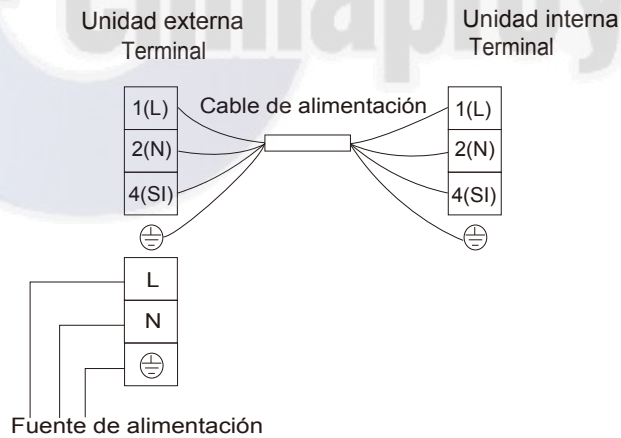 Unidad externa
Terminal
Unidad interna
Terminal
Cable de alimentación
1(L)
2(N)
4(SI)
1(L)
2(N)
4(SI)
L
N
Fuente de alimentación